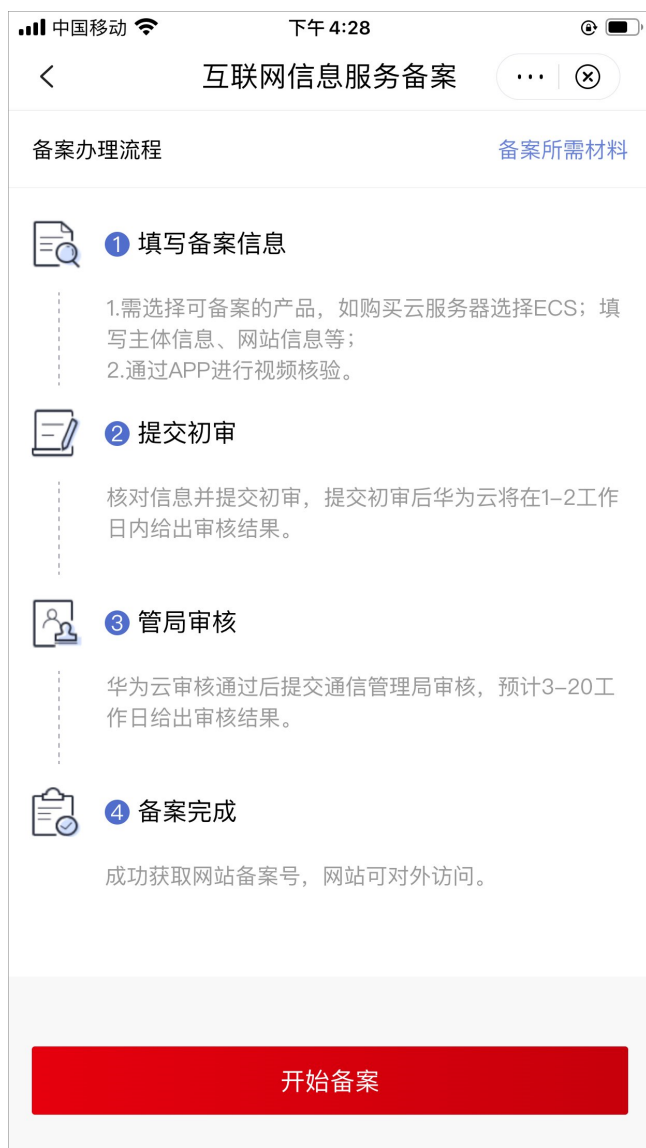 中国移动 下午4:28
互联网信息服务备案
备案办理流程 备案所需材料
1 填写备案信息
1.需选择可备案的产品，如购买云服务器选择ECS；填
写主体信息、网站信息等；
2.通过APP进行视频核验。
2 提交初审
核对信息并提交初审，提交初审后华为云将在1–2工作
日内给出审核结果。
3 管局审核
华为云审核通过后提交通信管理局审核，预计3–20工
作日给出审核结果。
4 备案完成
成功获取网站备案号，网站可对外访问。
开始备案